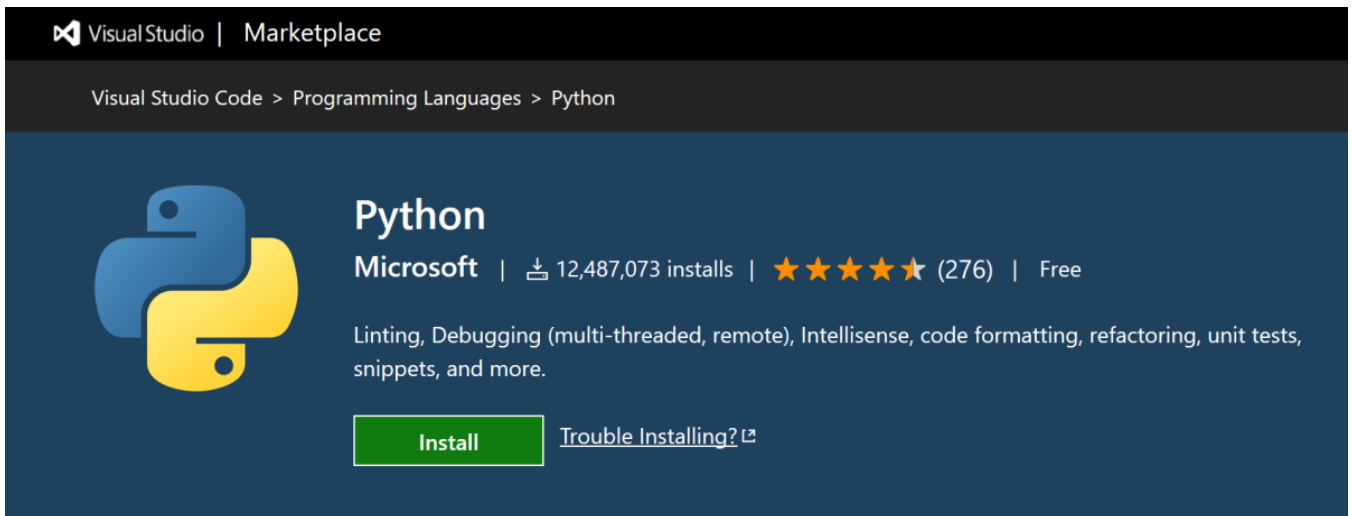 Visual Studio | Marketplace
Visual Studio Code > Programming Languages > Python
Python
Microsoft | 12,487,073 installs | (276) | Free
Linting, Debugging (multi-threaded, remote), Intellisense, code formatting, refactoring, unit tests,
snippets, and more.
Install Trouble Installing?